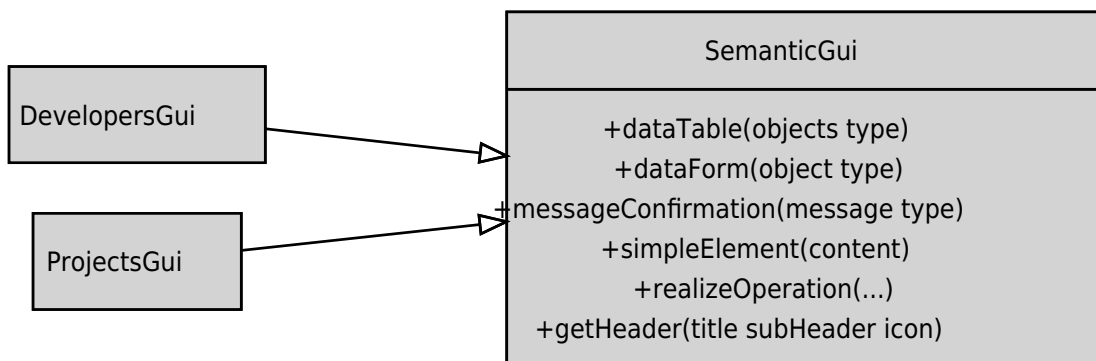 SemanticGui
DevelopersGui
+dataTable(objects type)
+dataForm(object type)
+messageConfirmation(message type)
ProjectsGui
+simpleElement(content)
+realizeOperation(...)
+getHeader(title subHeader icon)